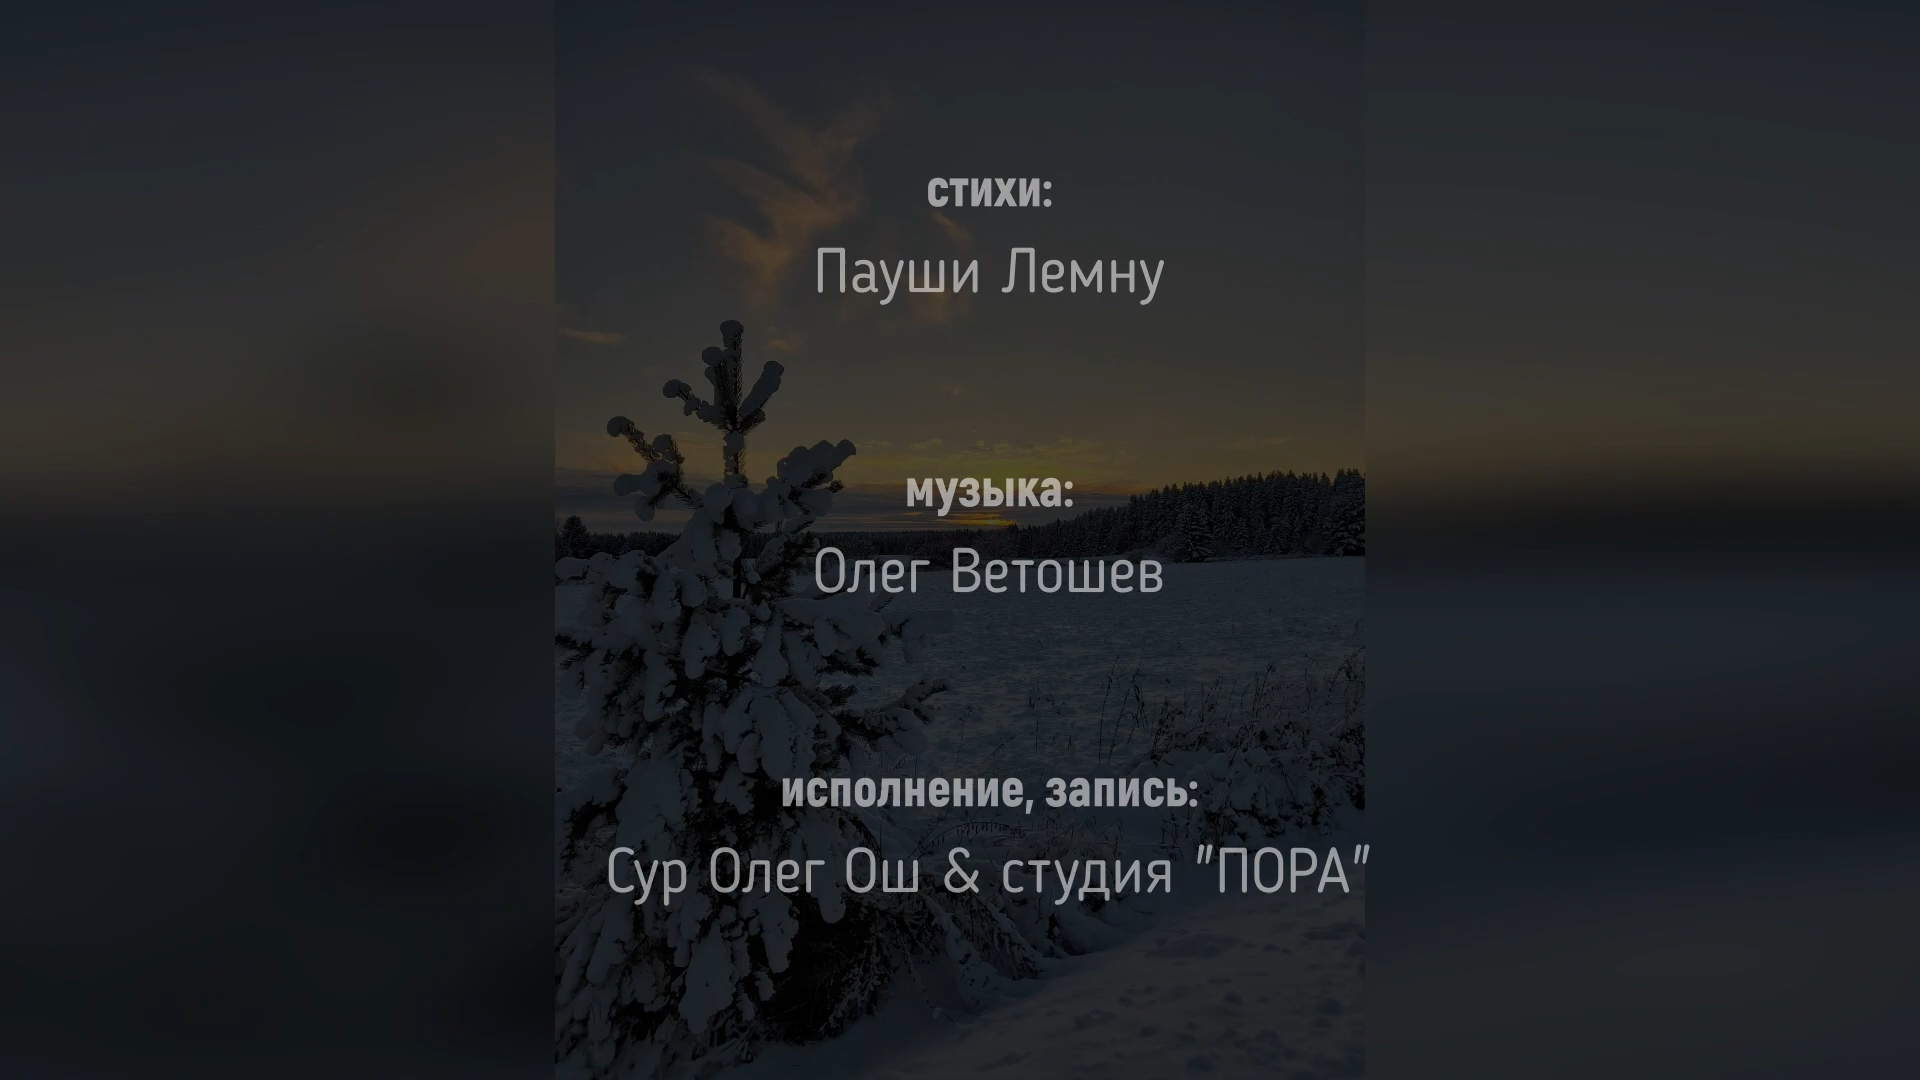 стихи:
Пауши Лемну
музыка:
Олег Ветошев
исполнение, запись:
Сур Олег Ош & студия "ПОРА"